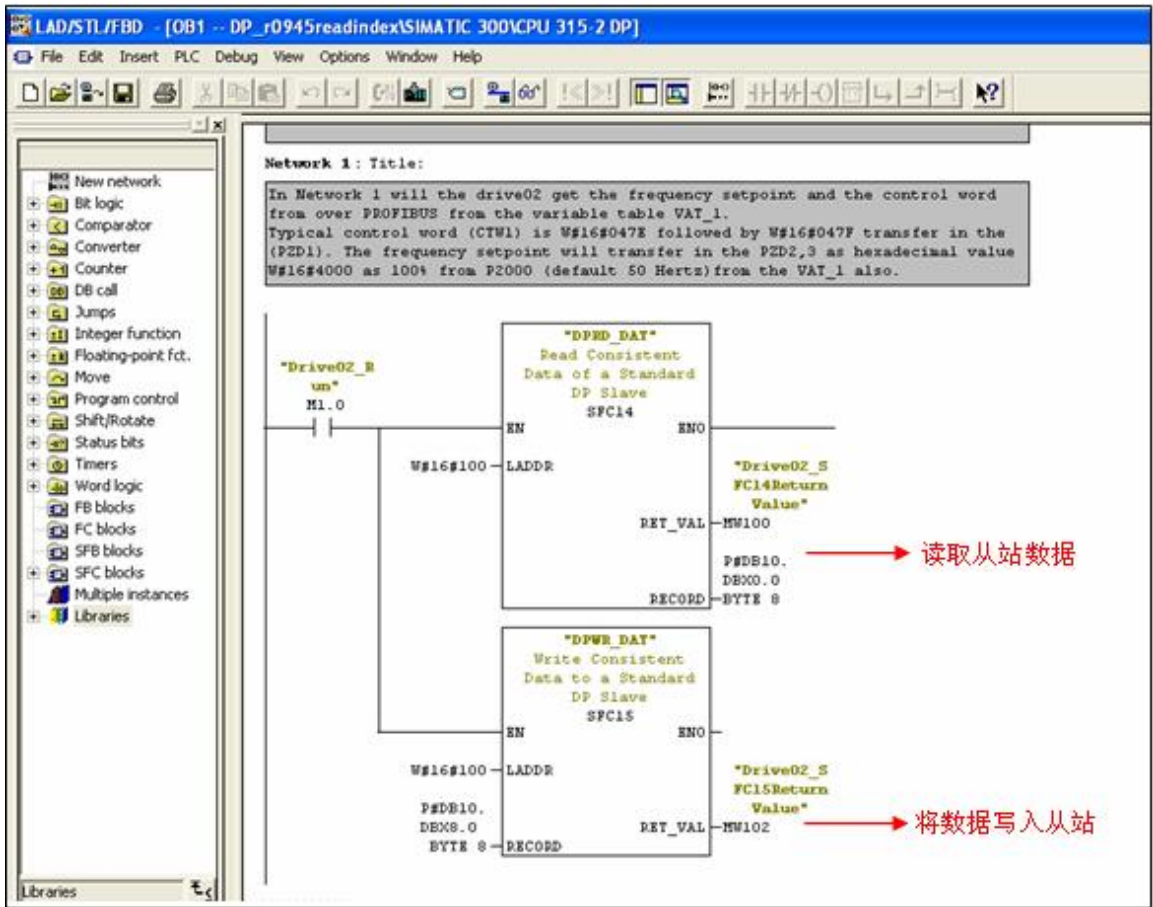 LAD/STL/FBD - [OB1 -- DP_r0945readindex\SIMATIC 300\CPU 315-2 DP]
File Edit Insert PLC Debug View Options Window Help
New network
Bit logic
Comparator
Converter
Counter
DB call
Jumps
Integer function
Floating-point fct.
Move
Program control
Shift/Rotate
Status bits
Timers
Word logic
FB blocks
FC blocks
SFB blocks
SFC blocks
Multiple instances
Libraries
Libraries
Network 1 : Title:
In Network 1 will the drive02 get the frequency setpoint and the control word
from over PROFIBUS from the variable table VAT_1.
Typical control word (CTW1) is W#16#047E followed by W#16#047F transfer in the
(PZD1). The frequency setpoint will transfer in the PZD2,3 as hexadecimal value
W#16#4000 as 100% from P2000 (default 50 Hertz)from the VAT_1 also.
"Drive02_R
un"
M1.0
"DPRD_DAT"
Read Consistent
Data of a Standard
DP Slave
SFC14
EN ENO
W#16#100 LADDR
"Drive02_S
FC14Return
Value"
RET_VAL MW100
P#DB10.
DBX0.0
RECORD BYTE 8
读取从站数据
"DPWR_DAT"
Write Consistent
Data to a Standard
DP Slave
SFC15
EN ENO
W#16#100 LADDR
"Drive02_S
FC15Return
Value"
RET_VAL MW102
P#DB10.
DBX8.0
BYTE 8 RECORD
将数据写入从站